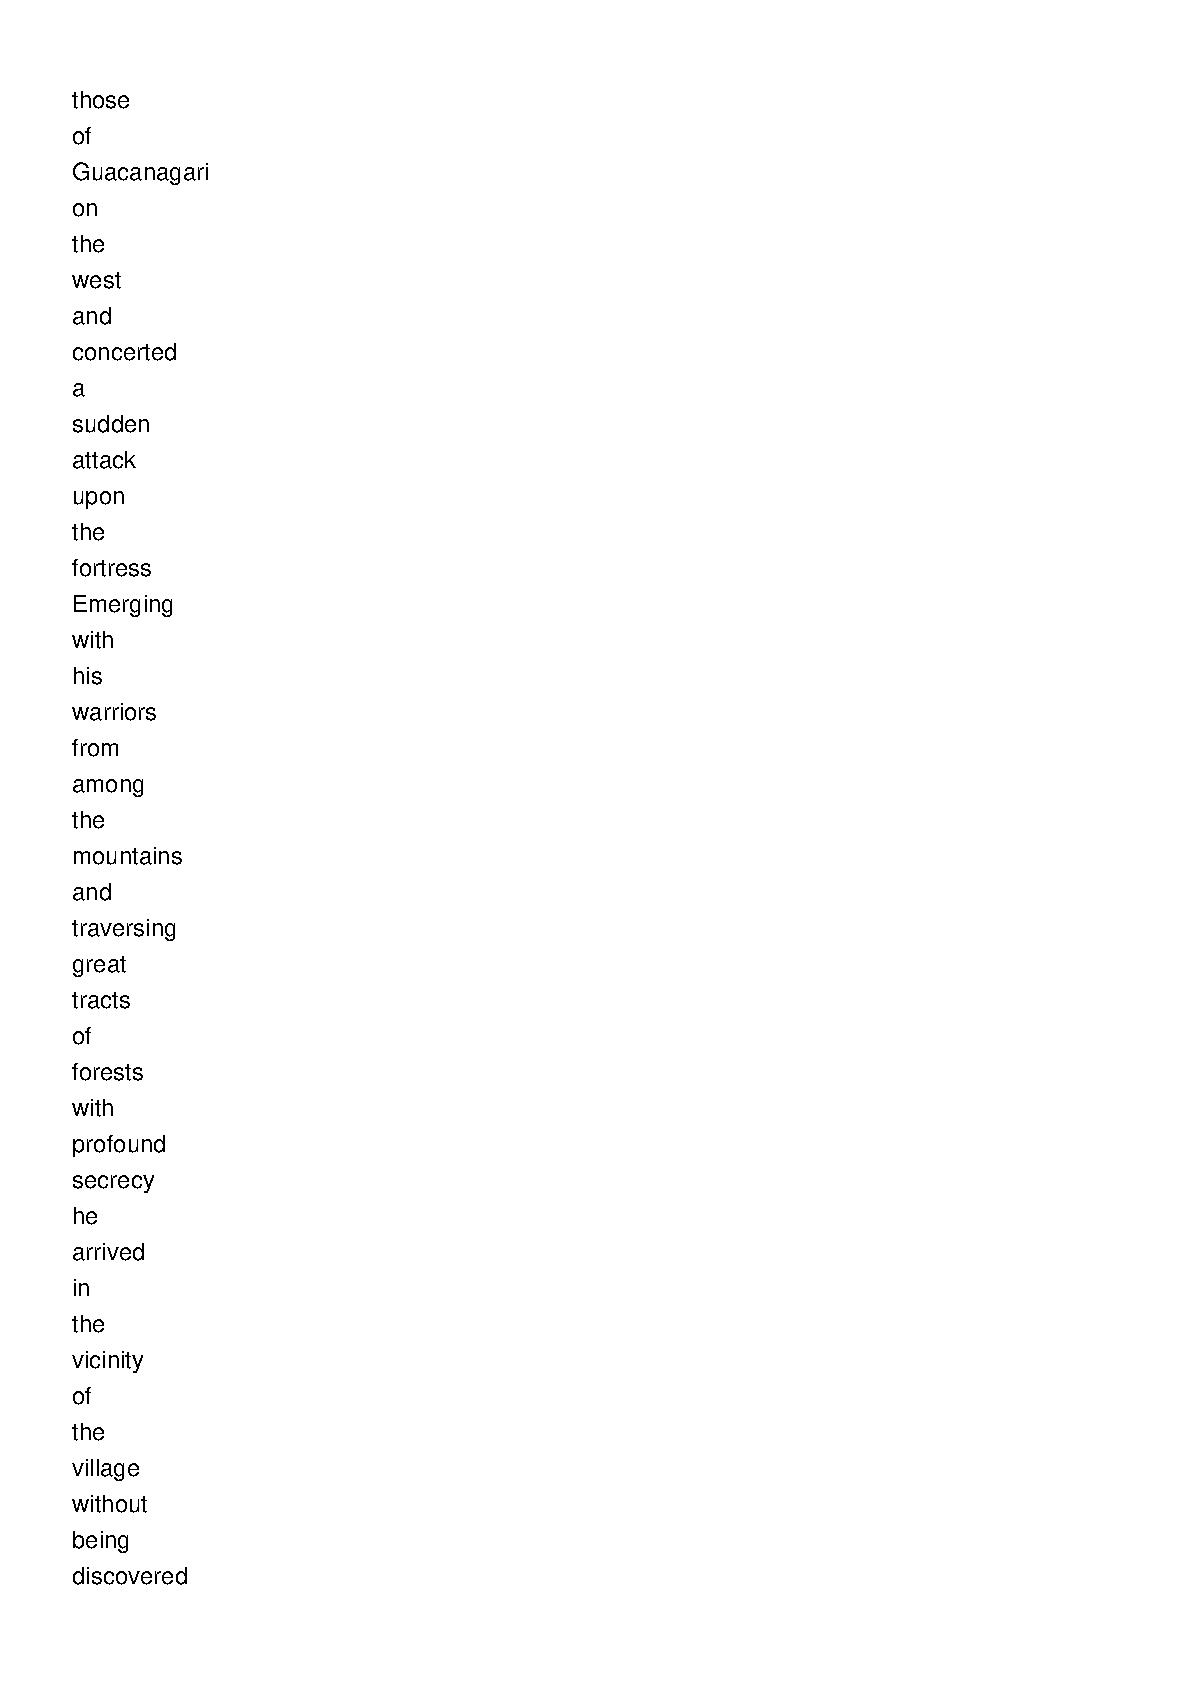 those
of
Guacanagari
on
the
west
and
concerted
a
sudden
attack
upon
the
fortress
Emerging
with
his
warriors
from
among
the
mountains
and
traversing
great
tracts
of
forests
with
profound
secrecy
he
arrived
in
the
vicinity
of
the
village
without
being
discovered